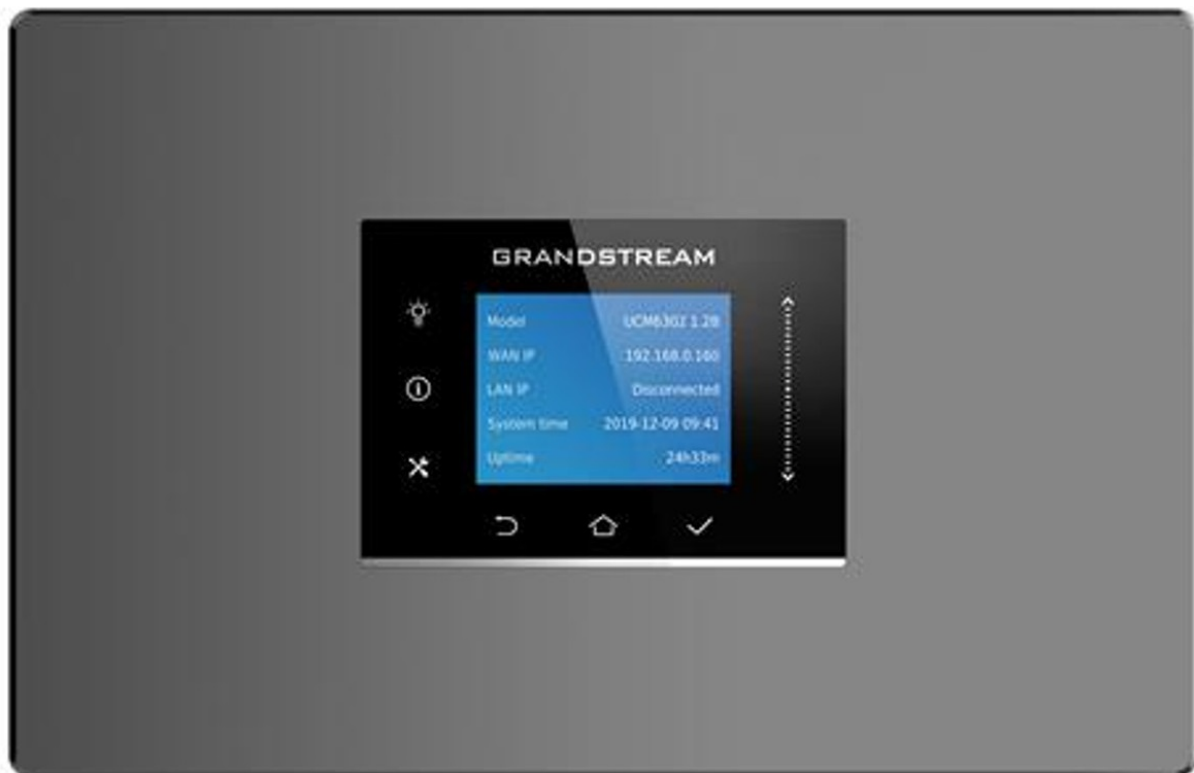 GRANDSTREAM
Model UCM6302 1.2B
WAN IP 192.168.0.160
LAN IP Disconnected
System time 2019-12-09 09:41
Uptime 24h33m